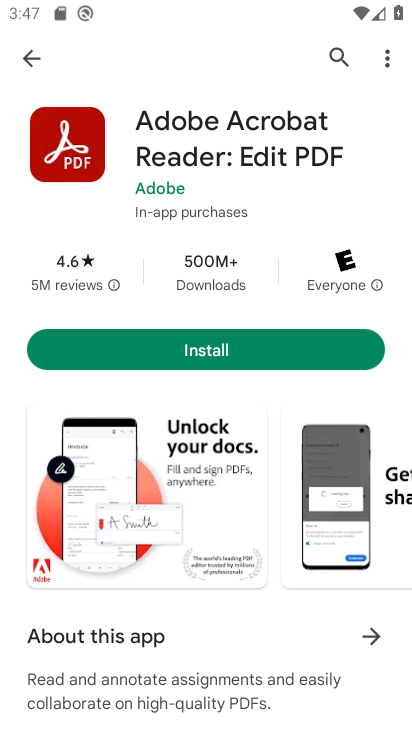 3:47
Adobe Acrobat
Reader: Edit PDF
Adobe
In-app purchases
PDF
4.6★
5M reviews
500M+
Downloads
E
Everyone
Install
Unlock
your docs.
Fill and sign PDFs,
anywhere.
A Smith
Adobe
The world's leading PDF
editor trusted by millions
of professionals
Get
sha
About this app
Read and annotate assignments and easily
collaborate on high-quality PDFs.